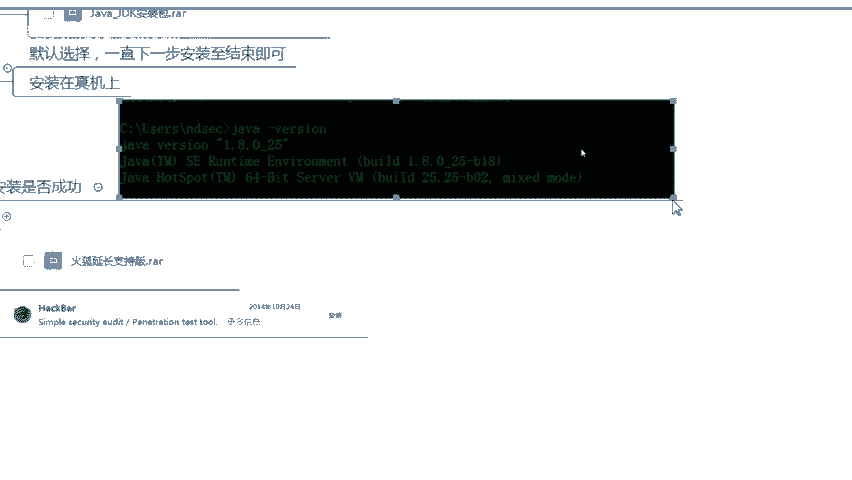 Java_JDK安装包.rar
默认选择，一直下一步安装至结束即可
安装在真机上
C:\Users\ndsec>java -version
java version "1.8.0_25"
Java(TM) SE Runtime Environment (build 1.8.0_25-b18)
Java HotSpot(TM) 64-Bit Server VM (build 25.25-b02, mixed mode)
安装是否成功
火狐延长支持版.rar
HackBar
2014年10月24日
Simple security audit / Penetration test tool.
更多信息